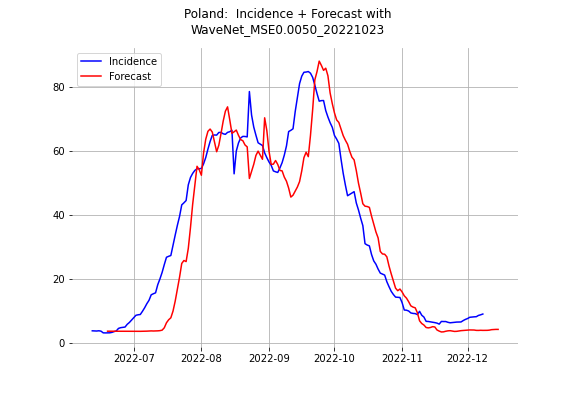 Poland:  Incidence + Forecast with
WaveNet_MSE0.0050_20221023
Incidence
Forecast
80
60
40
20
0
2022-07 2022-08 2022-09 2022-10 2022-11 2022-12